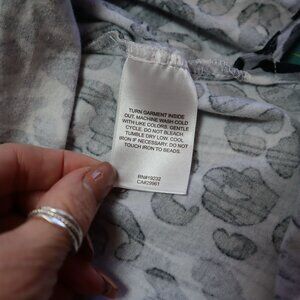 TURN GARMENT INSIDE
OUT. MACHINE WASH COLD
WITH LIKE COLORS. GENTLE
CYCLE. DO NOT BLEACH.
TUMBLE DRY LOW. COOL
IRON IF NECESSARY. DO NOT
TOUCH IRON TO BEADS.
RN#19232
CA#29961